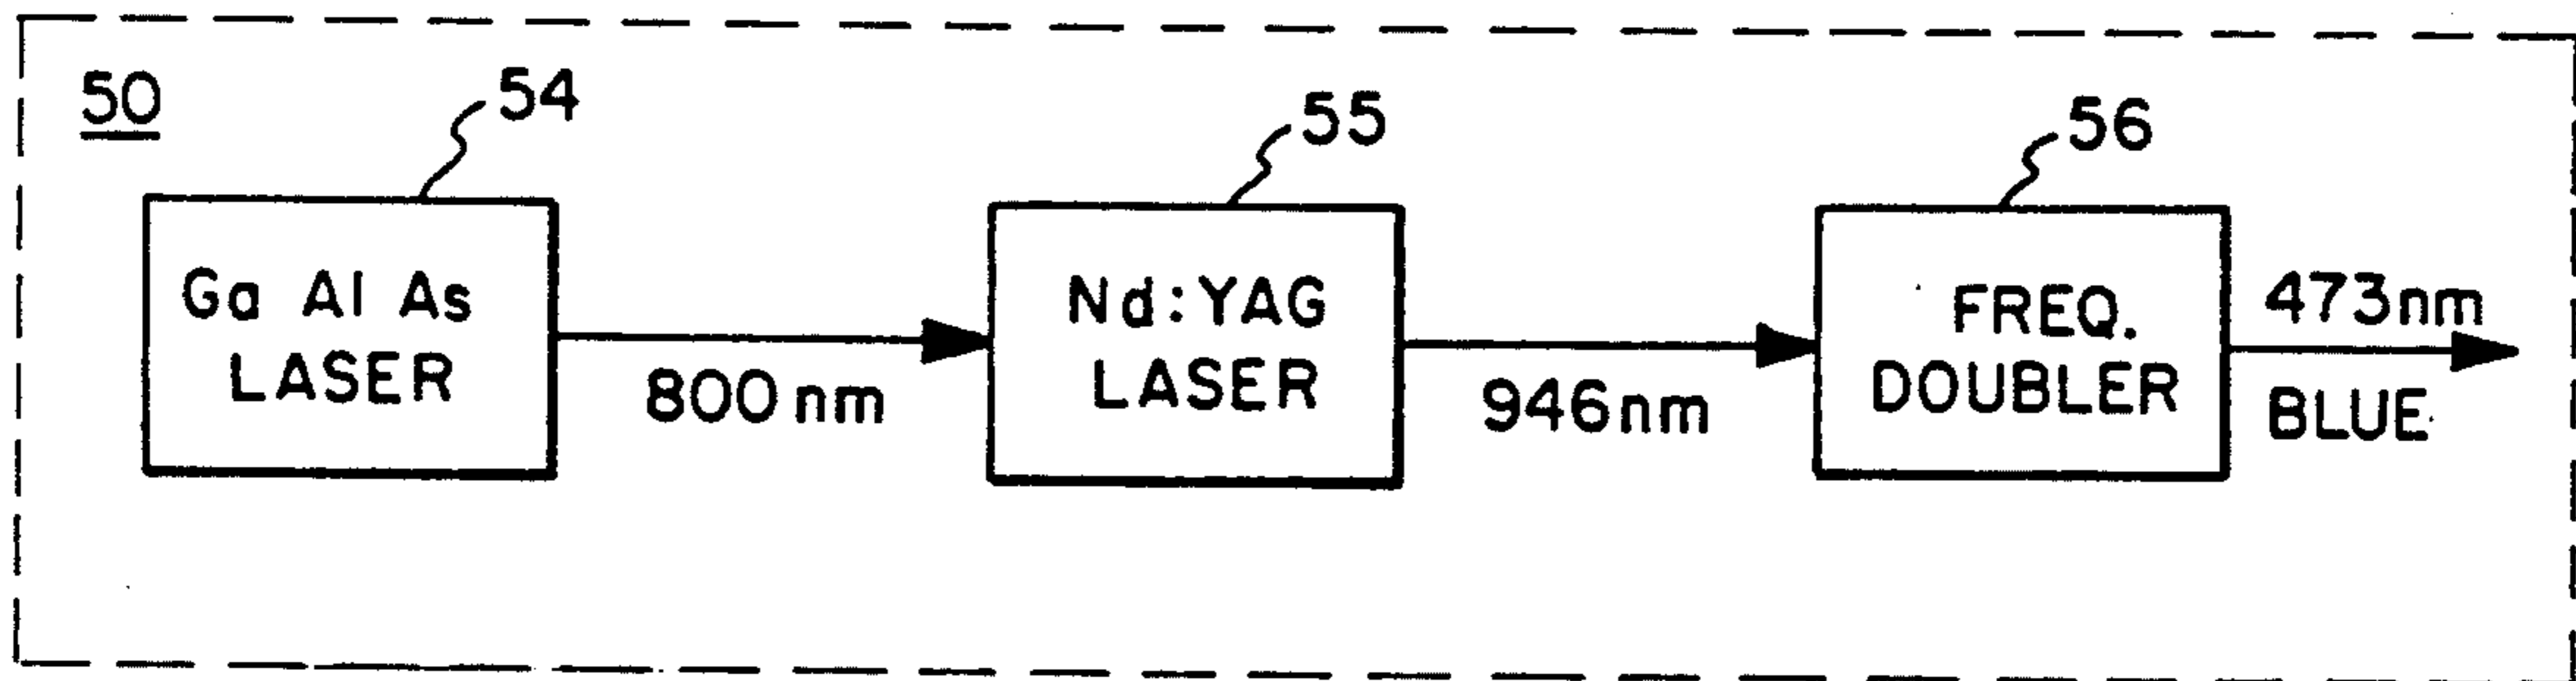 50
54
55
56
Ga Al As
LASER
800 nm
Nd:YAG
LASER
946nm
FREQ.
DOUBLER
473nm
BLUE